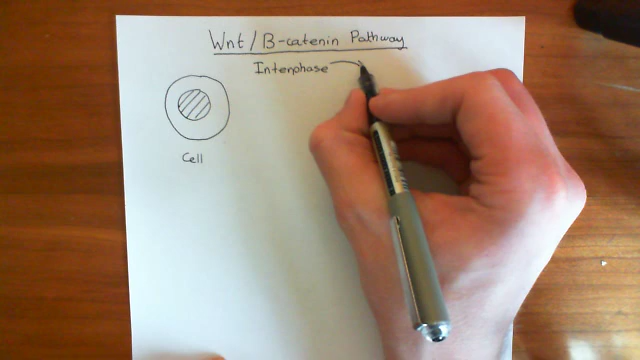 Wnt / B-catenin Pathway
Interphase
Cell